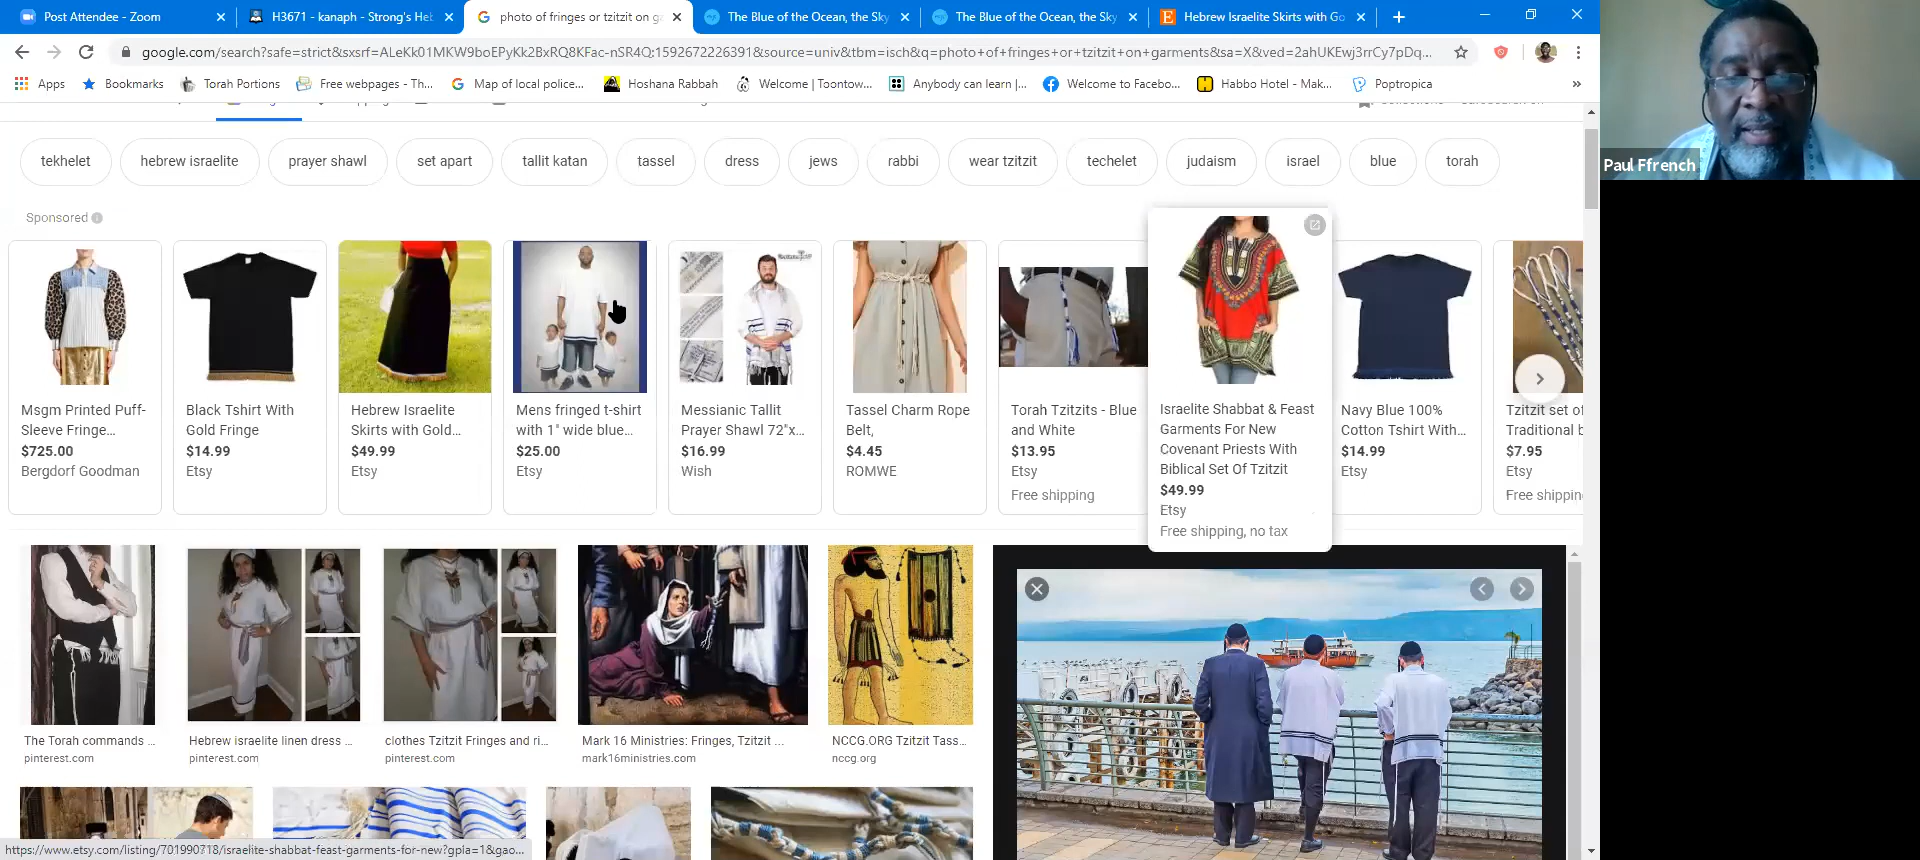 Post Attendee - Zoom
H3671 - kanaph - Strong's Heb
photo of fringes or tzitzit on ga
The Blue of the Ocean, the Sky
The Blue of the Ocean, the Sky
Hebrew Israelite Skirts with Go
google.com/search?safe=strict&sxsrf=ALeKk01MKW9boEPyKk2BxRQ8KFac-nSR4Q:1592672226391&source=univ&tbm=isch&q=photo+of+fringes+or+tzitzit+on+garments&sa=X&ved=2ahUKEwj3rrCy7pDq...
Apps
Bookmarks
Torah Portions
Free webpages - Th...
Map of local police...
Hoshana Rabbah
Welcome | Toontow...
Anybody can learn |...
Welcome to Facebo...
Habbo Hotel - Mak...
Poptropica
»
tekhelet
hebrew israelite
prayer shawl
set apart
tallit katan
tassel
dress
jews
rabbi
wear tzitzit
techelet
judaism
israel
blue
torah
Sponsored
Msgm Printed Puff-
Sleeve Fringe...
$725.00
Bergdorf Goodman
Black Tshirt With
Gold Fringe
$14.99
Etsy
Hebrew Israelite
Skirts with Gold...
$49.99
Etsy
Mens fringed t-shirt
with 1" wide blue...
$25.00
Etsy
Messianic Tallit
Prayer Shawl 72"x...
$16.99
Wish
Tassel Charm Rope
Belt,
$4.45
ROMWE
Torah Tzitzits - Blue
and White
$13.95
Etsy
Free shipping
Israelite Shabbat & Feast
Garments For New
Covenant Priests With
Biblical Set Of Tzitzit
$49.99
Etsy
Free shipping, no tax
Navy Blue 100%
Cotton Tshirt With...
$14.99
Etsy
Tzitzit set of
Traditional b
$7.95
Etsy
Free shippin
The Torah commands ...
pinterest.com
Hebrew israelite linen dress ...
pinterest.com
clothes Tzitzit Fringes and ri...
pinterest.com
Mark 16 Ministries: Fringes, Tzitzit ...
mark16ministries.com
NCCG.ORG Tzitzit Tass...
nccg.org
https://www.etsy.com/listing/701990718/israelite-shabbat-feast-garments-for-new?gpla=1&gao...
Paul Ffrench